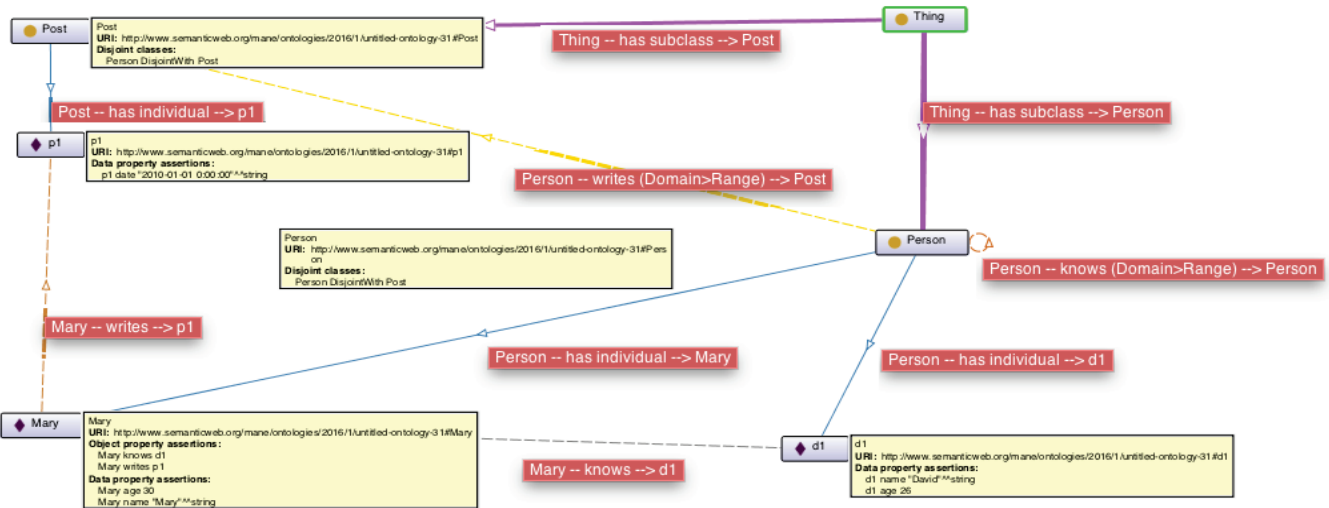 Post
Post
URI: http://www.semanticweb.org/mane/ontologies/2016/1/untitled-ontology-31#Post
Disjoint classes:
Person DisjointWith Post
Thing
Thing -- has subclass --> Post
Post -- has individual --> p1
Thing -- has subclass --> Person
p1
p1
URI: http://www.semanticweb.org/mane/ontologies/2016/1/untitled-ontology-31#p1
Data property assertions:
p1 date "2010-01-01 0:00:00"^^string
Person -- writes (Domain>Range) --> Post
Person
URI: http://www.semanticweb.org/mane/ontologies/2016/1/untitled-ontology-31#Pers
on
Disjoint classes:
Person DisjointWith Post
Person
Person -- knows (Domain>Range) --> Person
Mary -- writes --> p1
Person -- has individual --> Mary
Person -- has individual --> d1
Mary
Mary
URI: http://www.semanticweb.org/mane/ontologies/2016/1/untitled-ontology-31#Mary
Object property assertions:
Mary knows d1
Mary writes p1
Data property assertions:
Mary age 30
Mary name "Mary"^^string
Mary -- knows --> d1
d1
d1
URI: http://www.semanticweb.org/mane/ontologies/2016/1/untitled-ontology-31#d1
Data property assertions:
d1 name "David"^^string
d1 age 26